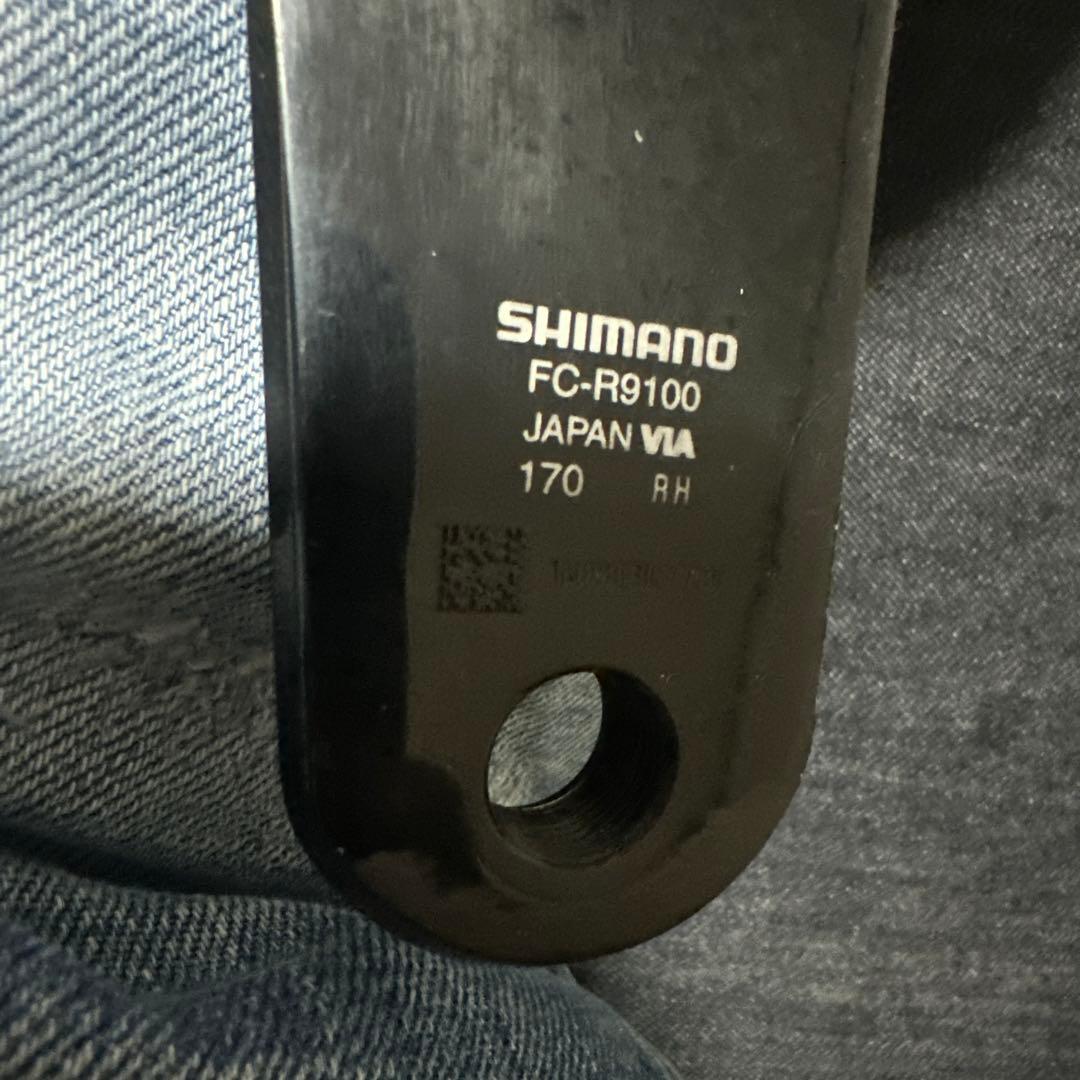 SHIMANO
FC-R9100
JAPAN VIA
170 RH